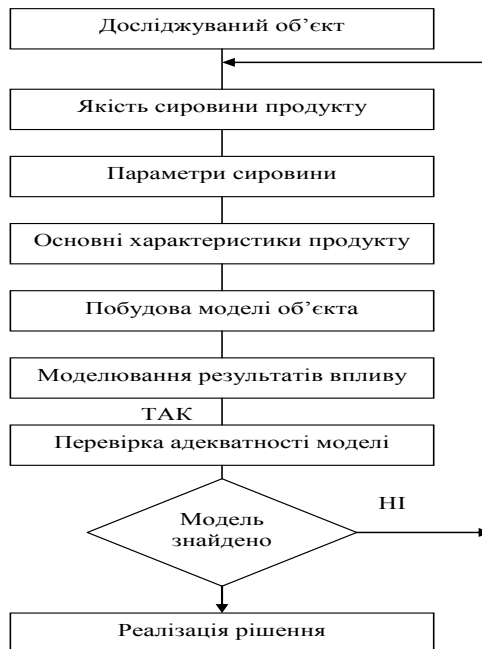 Досліджуваний об’єкт
Якість сировини продукту
Параметри сировини
Основні характеристики продукту
Побудова моделі об’єкта
Моделювання результатів впливу
ТАК
Перевірка адекватності моделі
НІ
Модель
знайдено
Реалізація рішення